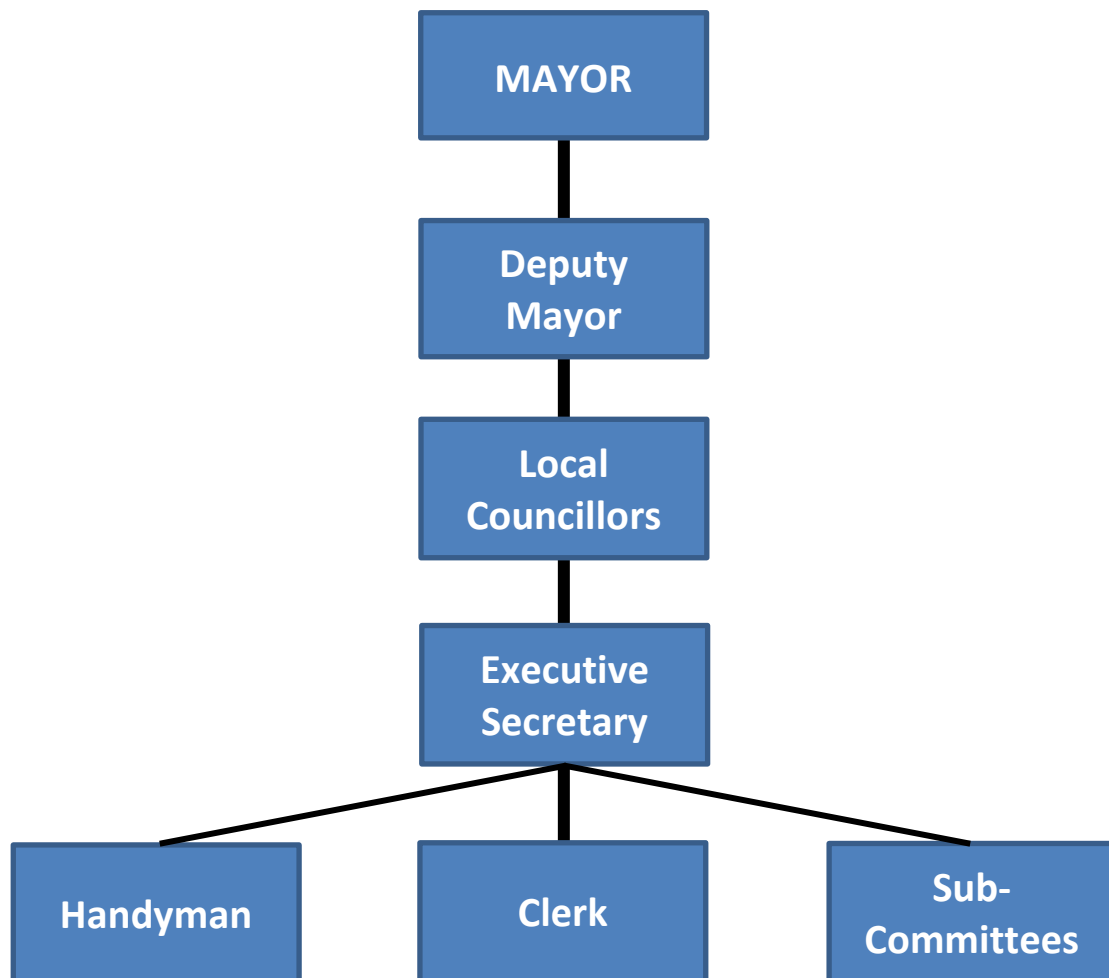 MAYOR
Deputy
Mayor
Local
Councillors
Executive
Secretary
Handyman
Clerk
Sub-
Committees